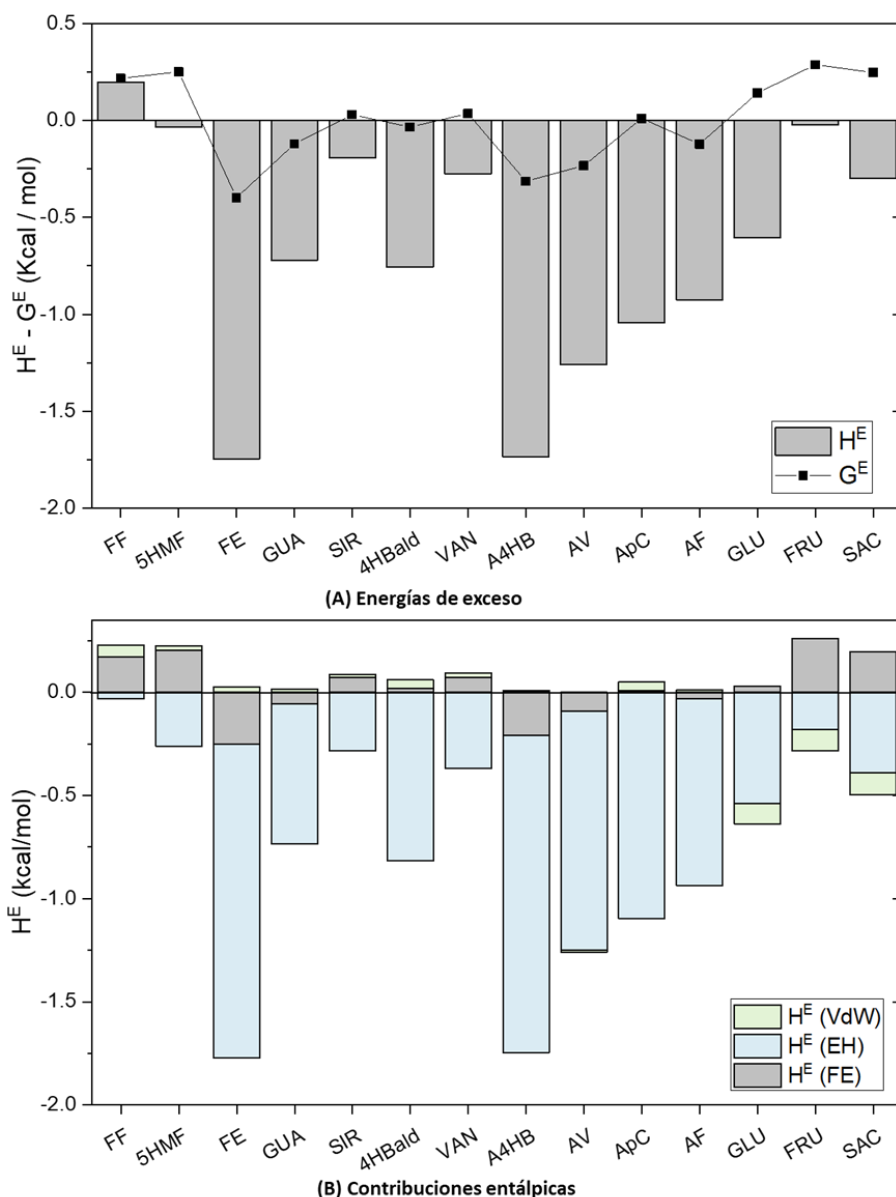 0.5
0.0
-0.5
-1.0
-1.5
-2.0
H^E - G^E (Kcal / mol)
H^E
G^E
FF 5HMF FE GUA SIR 4HBald VAN A4HB AV ApC AF GLU FRU SAC
(A) Energías de exceso
0.0
-0.5
-1.0
-1.5
-2.0
H^E (kcal/mol)
H^E (VdW)
H^E (EH)
H^E (FE)
FF 5HMF FE GUA SIR 4HBald VAN A4HB AV ApC AF GLU FRU SAC
(B) Contribuciones entálpicas